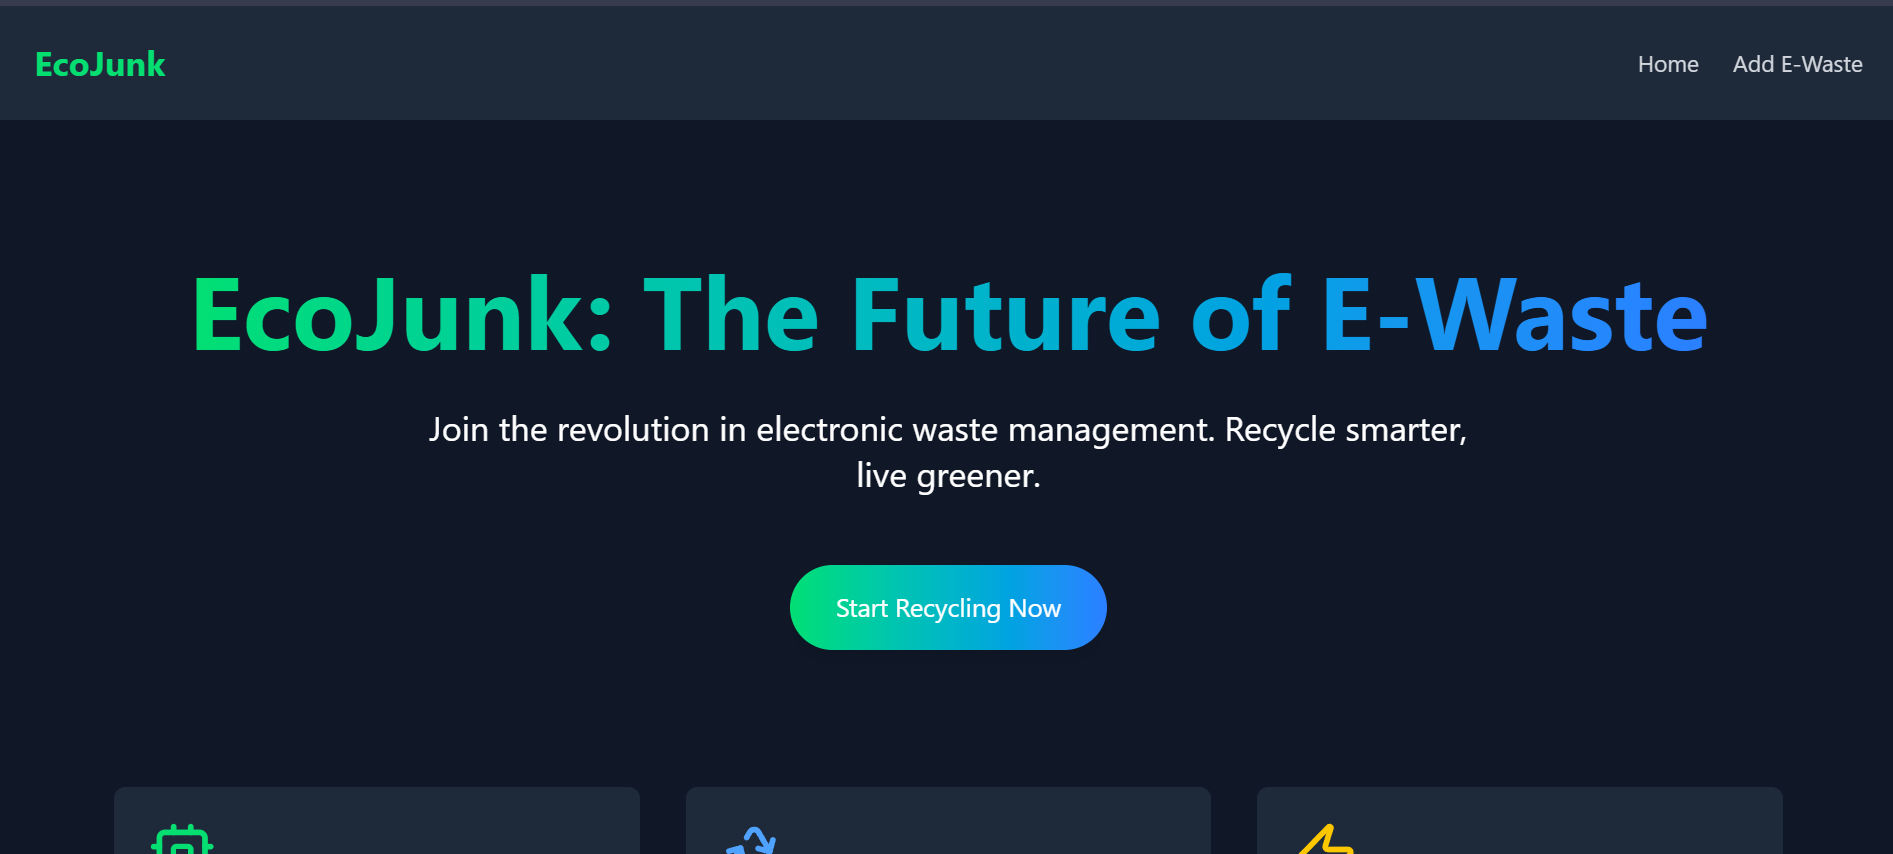 EcoJunk
Home
Add E-Waste
EcoJunk: The Future of E-Waste
Join the revolution in electronic waste management. Recycle smarter,
live greener.
Start Recycling Now